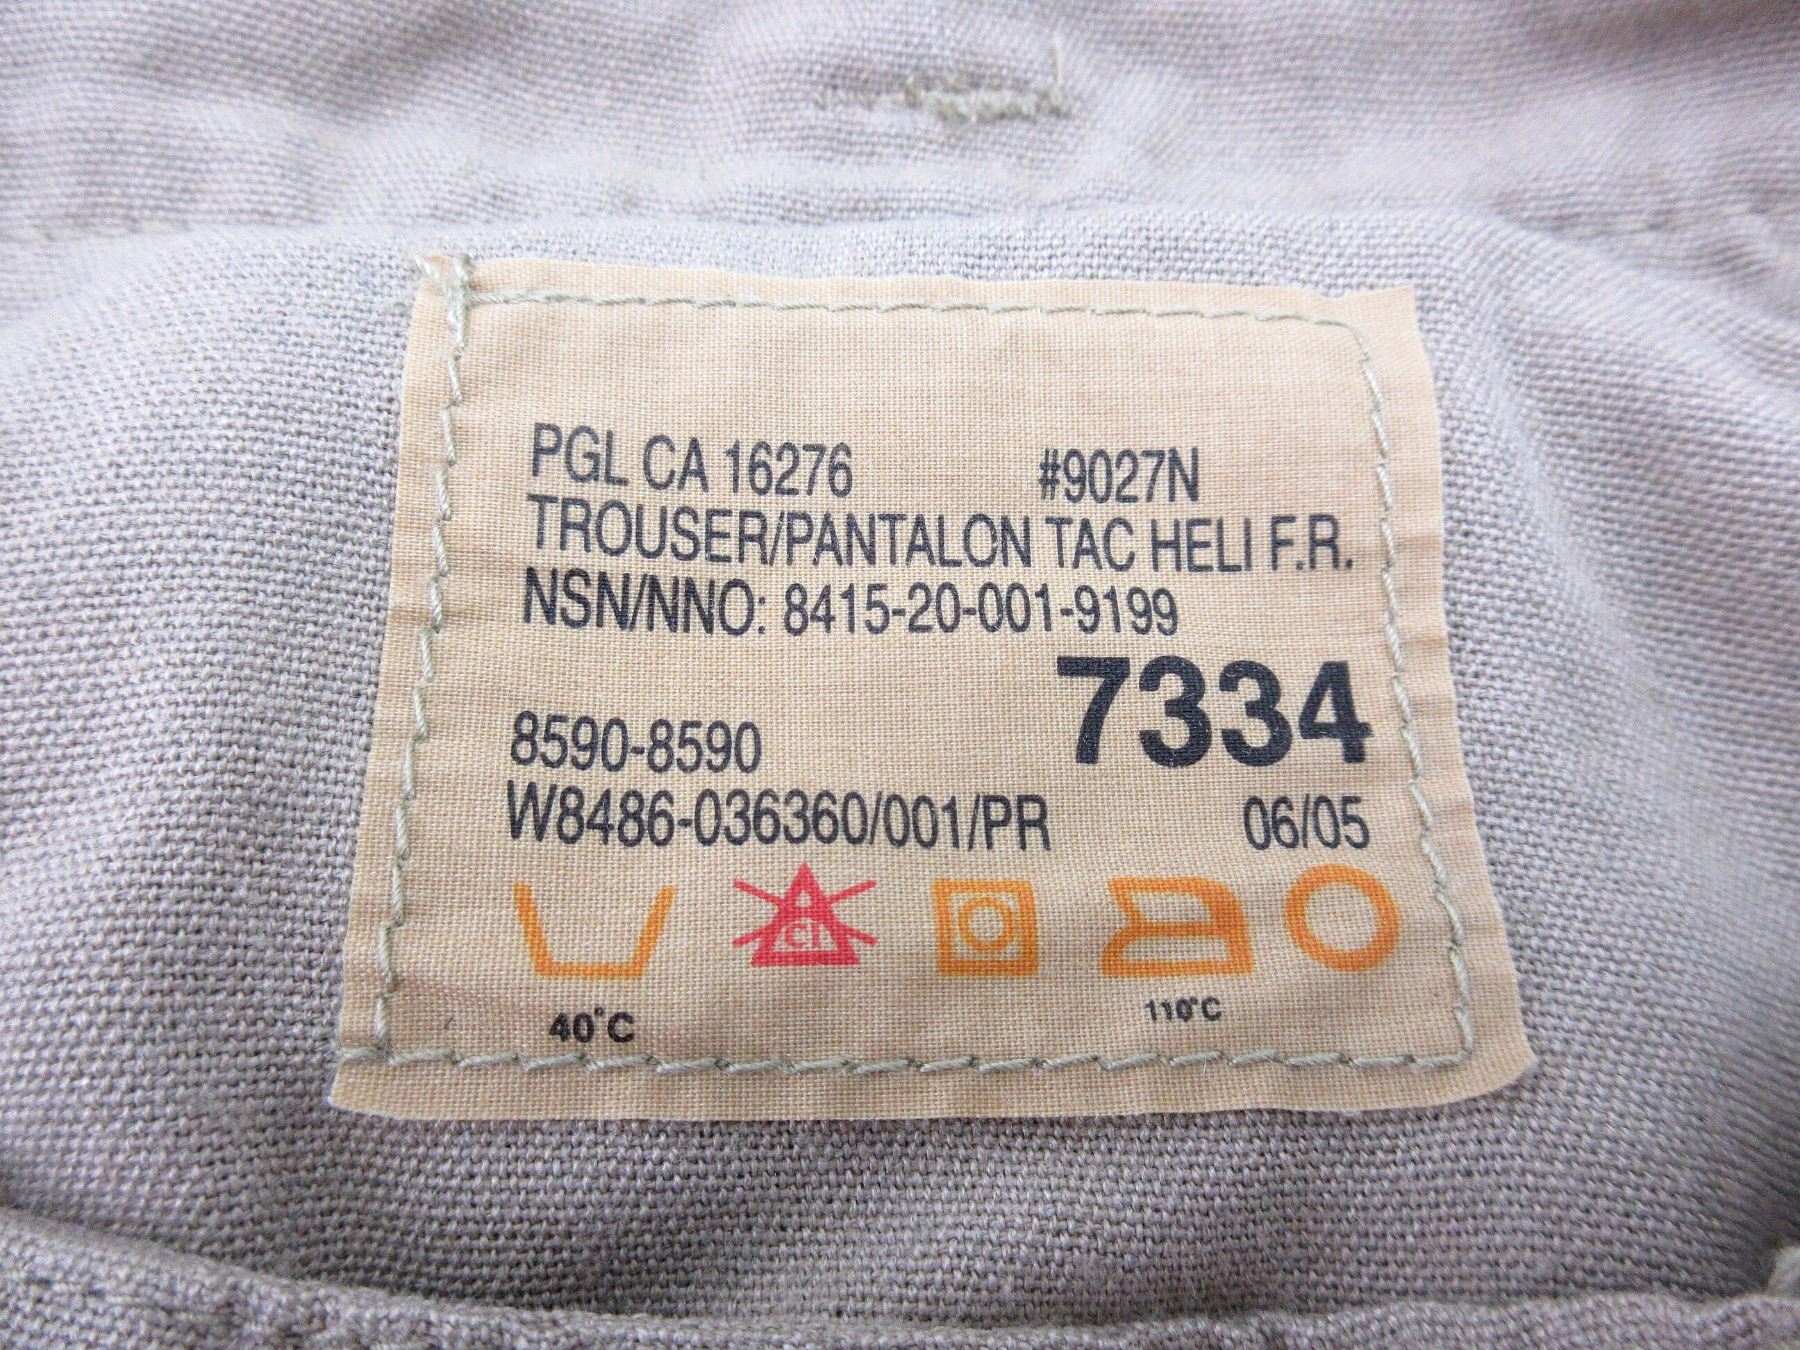 PGL CA 16276 #9027N
TROUSER/PANTALON TAC HELI F.R.
NSN/NNO: 8415-20-001-9199
7334
8590-8590
W8486-036360/001/PR 06/05
Cl
40°C 110°C